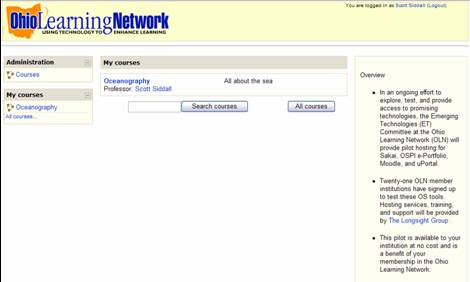 You are logged in as Scott Siddall (Logout)
OhioLearningNetwork
USING TECHNOLOGY TO ENHANCE LEARNING
Administration
Courses
My courses
Oceanography
All courses...
My courses
Oceanography
All about the sea
Professor: Scott Siddall
Search courses
All courses
Overview
In an ongoing effort to
explore, test, and provide
access to promising
technologies, the Emerging
Technologies (ET)
Committee at the Ohio
Learning Network (OLN) will
provide pilot hosting for
Sakai, OSPI e-Portfolio,
Moodle, and uPortal.
Twenty-one OLN member
institutions have signed up
to test these OS tools.
Hosting services, training,
and support will be provided
by The Longsight Group .
This pilot is available to your
institution at no cost and is a
benefit of your
membership in the Ohio
Learning Network.